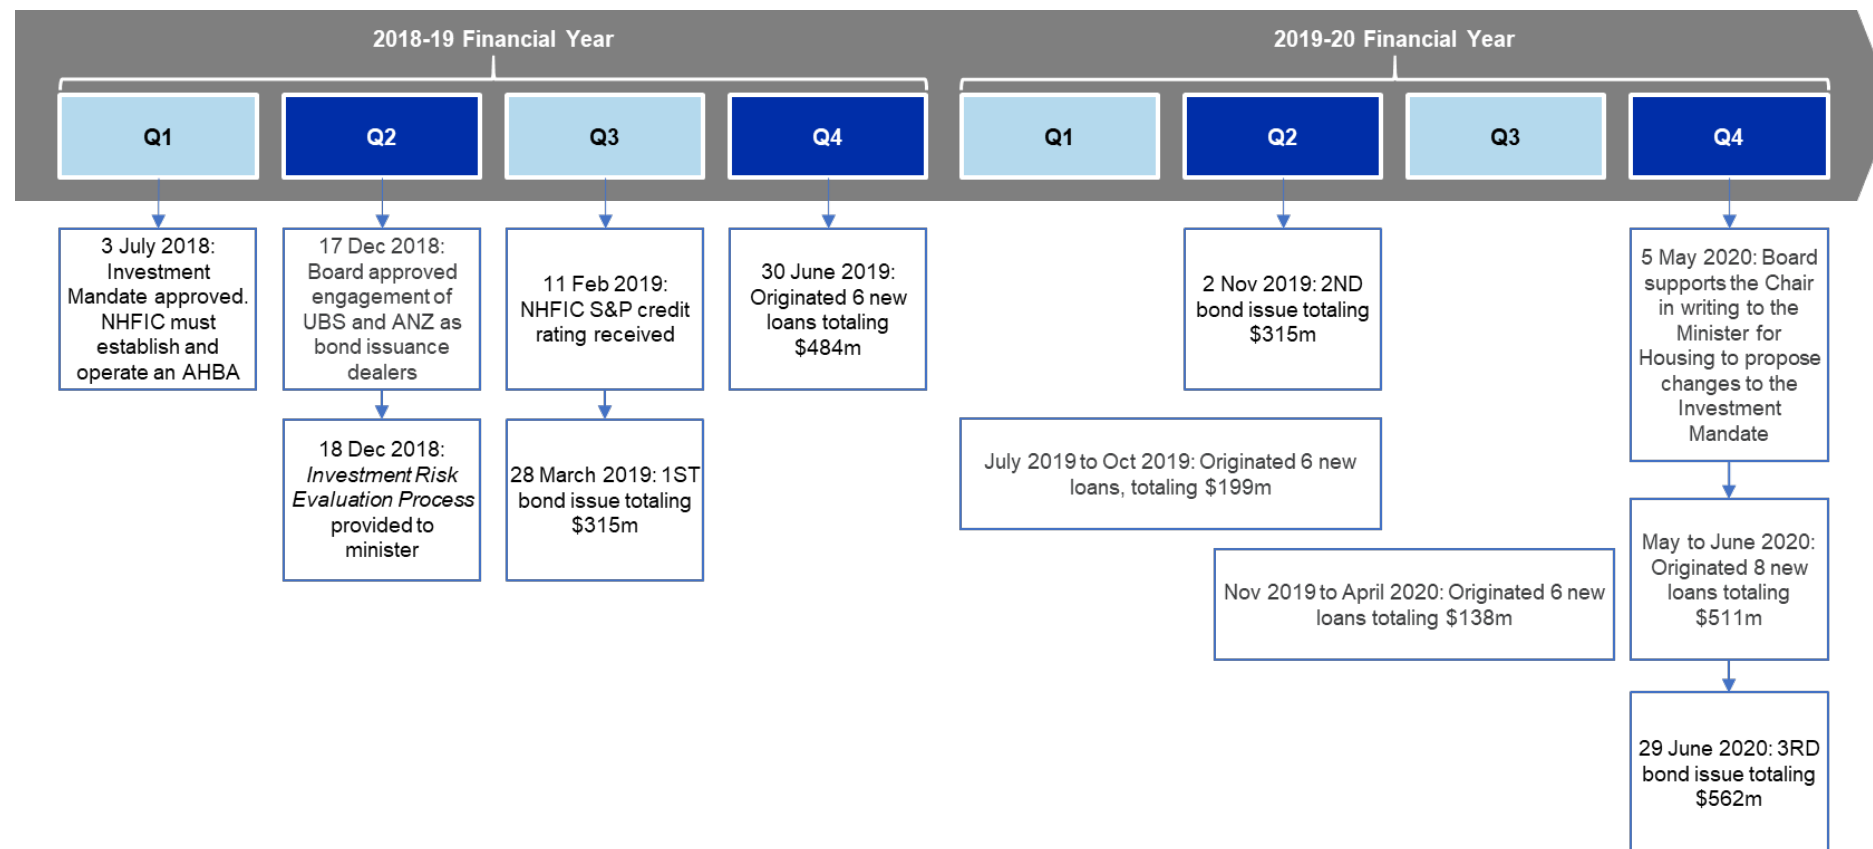 2018-19 Financial Year
2019-20 Financial Year
Q1
Q2
Q3
Q4
Q1
Q2
Q3
Q4
3 July 2018:
Investment
Mandate approved.
NHFIC must
establish and
operate an AHBA
17 Dec 2018:
Board approved
engagement of
UBS and ANZ as
bond issuance
dealers
18 Dec 2018:
Investment Risk
Evaluation Process
provided to
minister
11 Feb 2019:
NHFIC S&P credit
rating received
28 March 2019: 1ST
bond issue totaling
$315m
30 June 2019:
Originated 6 new
loans totaling
$484m
July 2019 to Oct 2019: Originated 6 new
loans, totaling $199m
2 Nov 2019: 2ND
bond issue totaling
$315m
Nov 2019 to April 2020: Originated 6 new
loans totaling $138m
5 May 2020: Board
supports the Chair
in writing to the
Minister for
Housing to propose
changes to the
Investment
Mandate
May to June 2020:
Originated 8 new
loans totaling
$511m
29 June 2020: 3RD
bond issue totaling
$562m